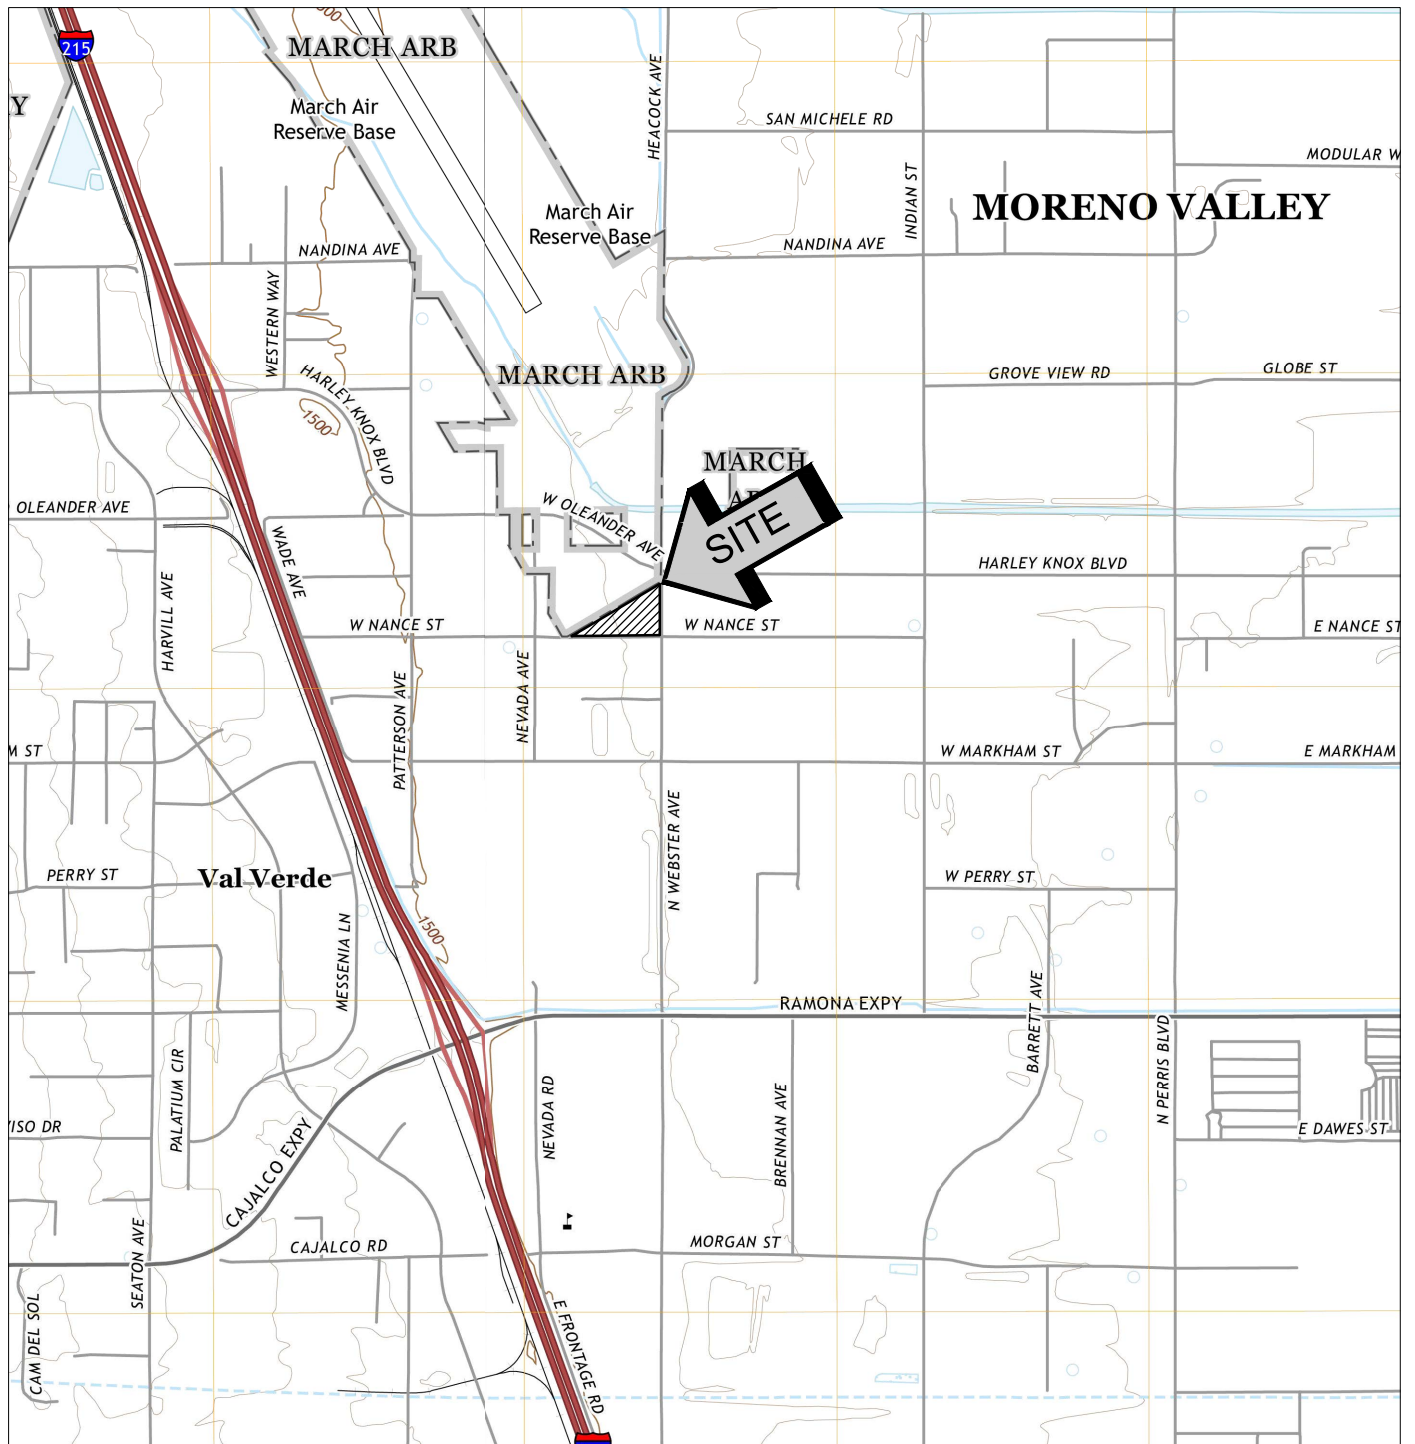 215
MARCH ARB
00
Y
March Air
Reserve Base
HEACOCK AVE
SAN MICHELE RD
MODULAR W
INDIAN ST
MORENO VALLEY
March Air
Reserve Base
NANDINA AVE
NANDINA AVE
WESTERN WAY
HARLEY KNOX BLVD
1500
MARCH ARB
GROVE VIEW RD
GLOBE ST
MARCH
SITE
OLEANDER AVE
W OLEANDER AVE
WADE AVE
HARLEY KNOX BLVD
HARVILL AVE
W NANCE ST
W NANCE ST
E NANCE ST
NEVADA AVE
PATTERSON AVE
M ST
W MARKHAM ST
E MARKHAM
N WEBSTER AVE
PERRY ST
Val Verde
W PERRY ST
MESSENIA LN
1500
RAMONA EXPY
BARRETT AVE
N PERRIS BLVD
PALATIUM CIR
NEVADA RD
BRENNAN AVE
VISO DR
E DAWES ST
CAJALCO EXPY
SEATON AVE
CAJALCO RD
MORGAN ST
CAM DEL SOL
E FRONTAGE RD